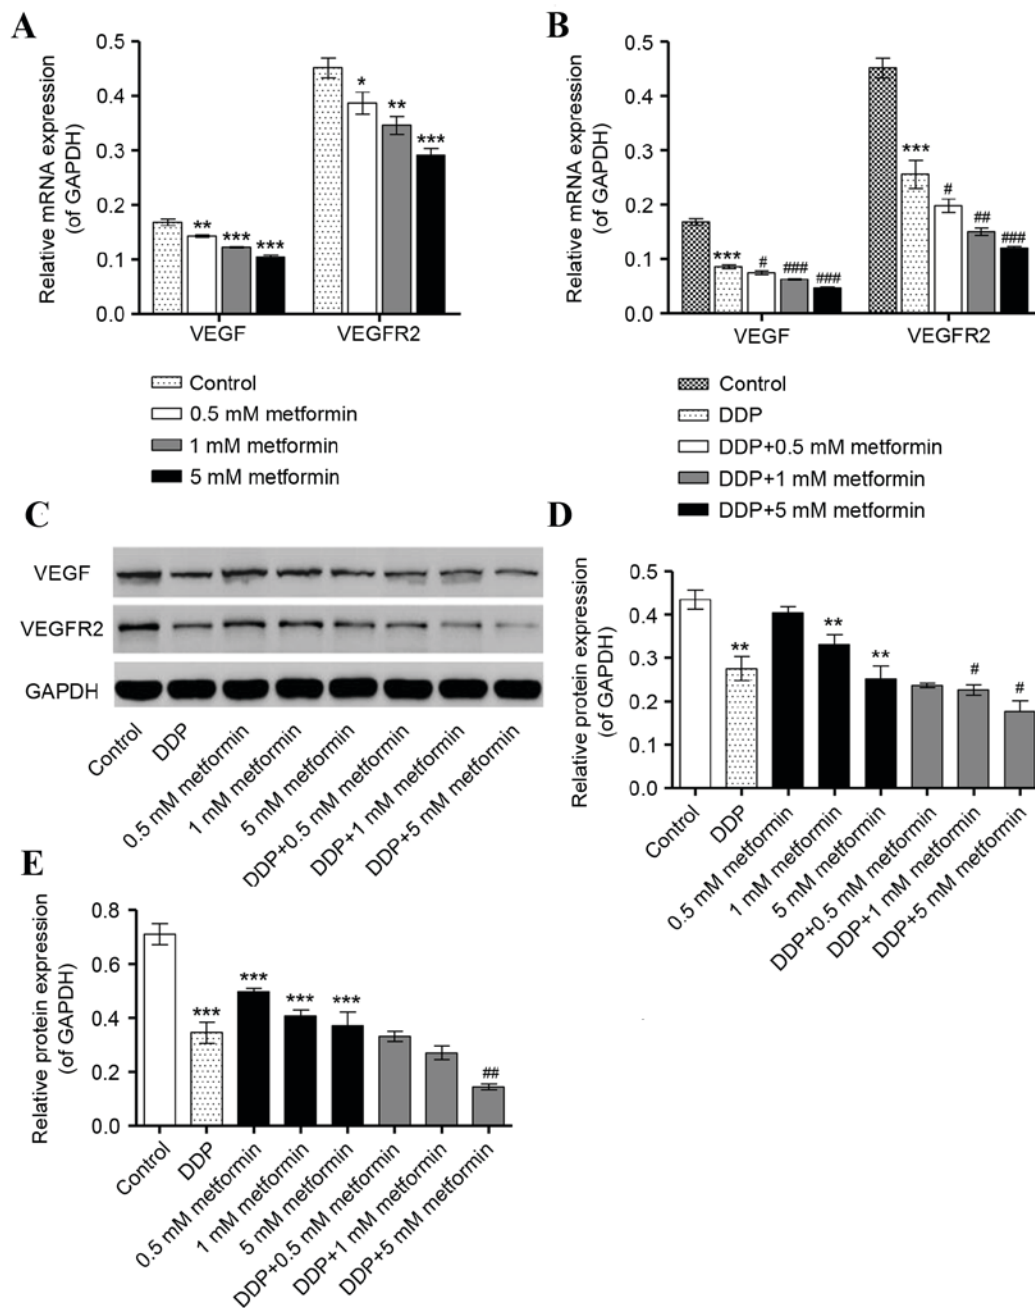 A
Relative mRNA expression
(of GAPDH)
0.5
0.4
0.3
0.2
0.1
0.0
**
***
***
*
**
***
VEGF
VEGFR2
Control
0.5 mM metformin
1 mM metformin
5 mM metformin
B
Relative mRNA expression
(of GAPDH)
0.5
0.4
0.3
0.2
0.1
0.0
***
#
###
###
***
#
##
###
VEGF
VEGFR2
Control
DDP
DDP+0.5 mM metformin
DDP+1 mM metformin
DDP+5 mM metformin
C
VEGF
VEGFR2
GAPDH
Control
DDP
0.5 mM metformin
1 mM metformin
5 mM metformin
DDP+0.5 mM metformin
DDP+1 mM metformin
DDP+5 mM metformin
D
Relative protein expression
(of GAPDH)
0.5
0.4
0.3
0.2
0.1
0.0
**
**
**
#
#
Control
DDP
0.5 mM metformin
1 mM metformin
5 mM metformin
DDP+0.5 mM metformin
DDP+1 mM metformin
DDP+5 mM metformin
E
Relative protein expression
(of GAPDH)
0.8
0.6
0.4
0.2
0.0
***
***
***
***
##
Control
DDP
0.5 mM metformin
1 mM metformin
5 mM metformin
DDP+0.5 mM metformin
DDP+1 mM metformin
DDP+5 mM metformin